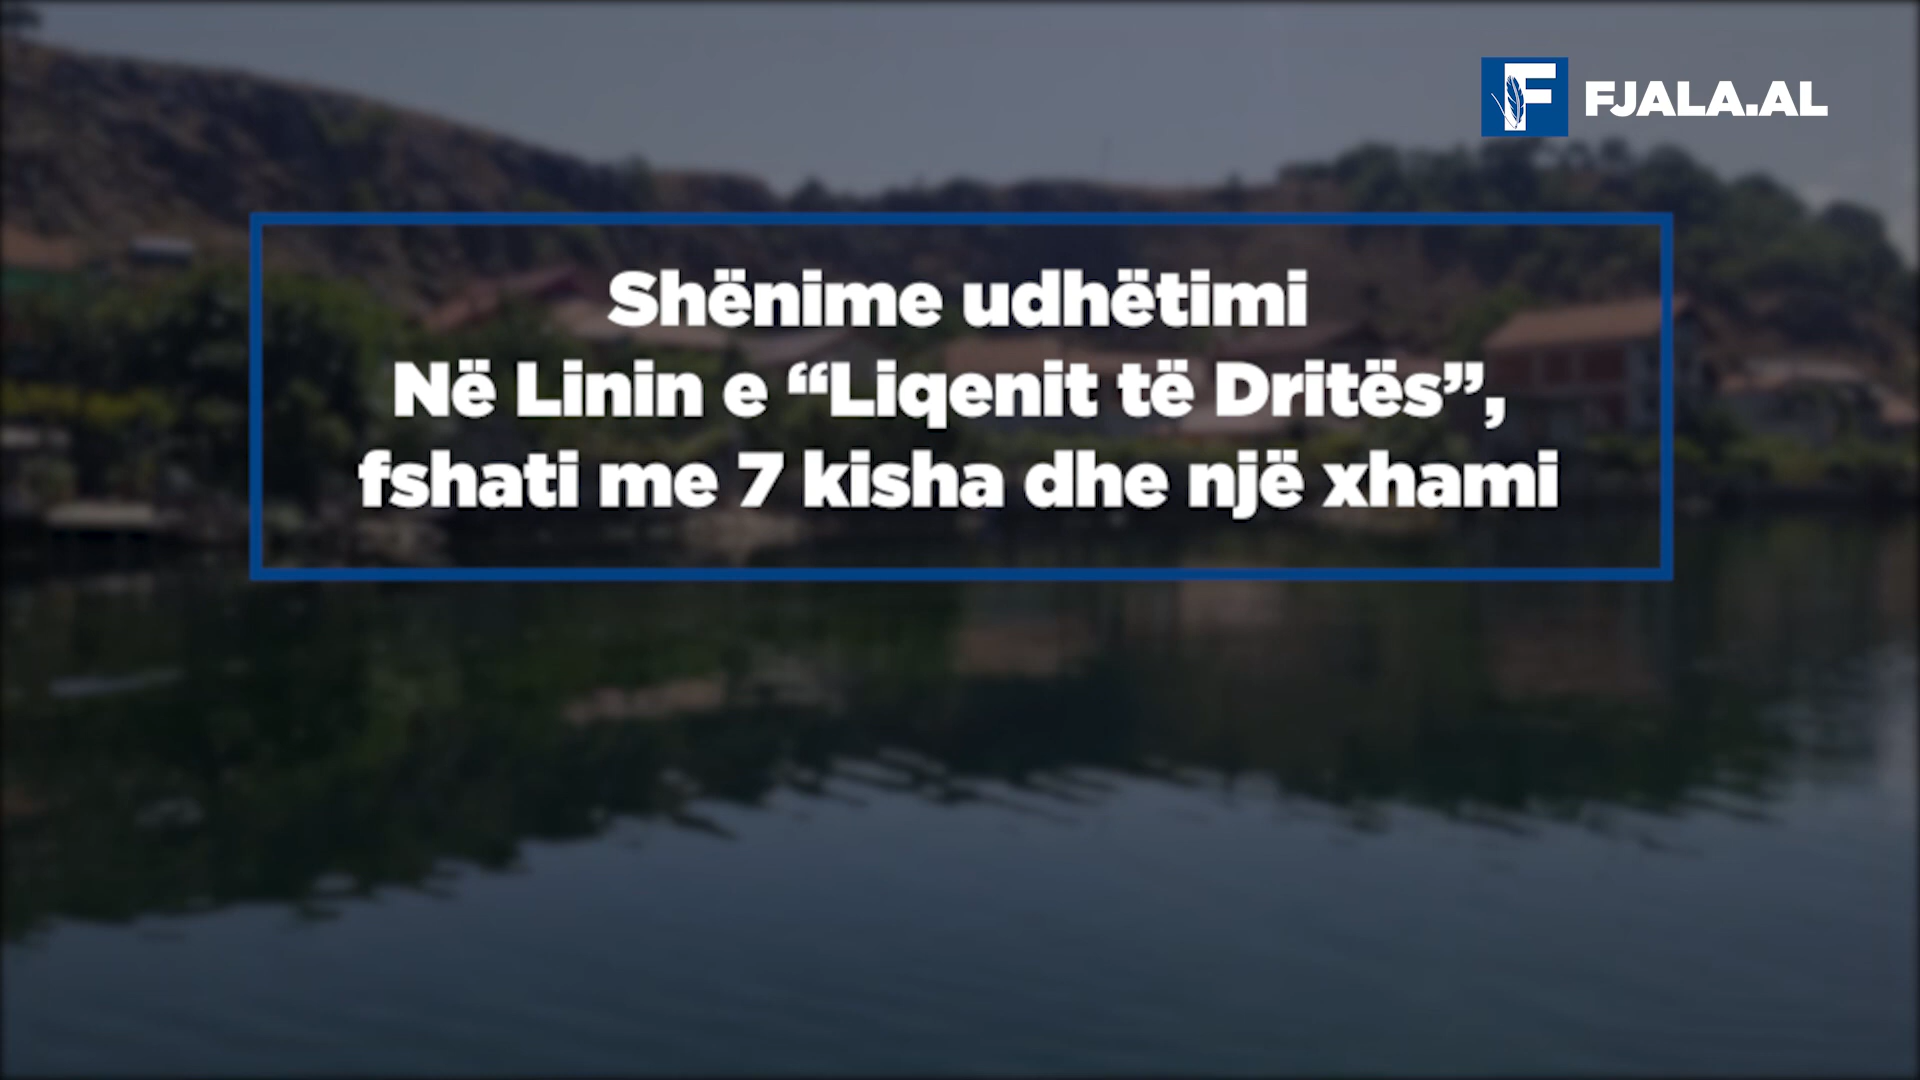 FJALA.AL
Shënime udhëtimi
Në Linin e “Liqenit të Dritës”,
fshati me 7 kisha dhe një xhami